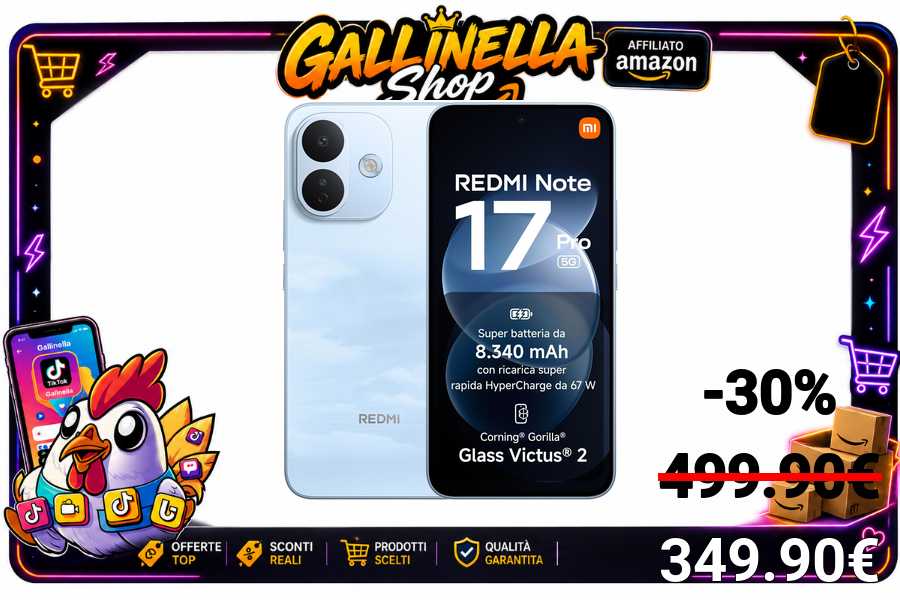 GALLINELLA
Shop
AFFILIATO
amazon
mi
REDMI Note
17 Pro
5G
Super batteria da
8.340 mAh
con ricarica super
rapida HyperCharge da 67 W
Corning® Gorilla®
Glass Victus® 2
REDMI
Gallinella
TikTok
Gallinella
-30%
499.90€
349.90€
OFFERTE
TOP
SCONTI
REALI
PRODOTTI
SCELTI
QUALITÀ
GARANTITA